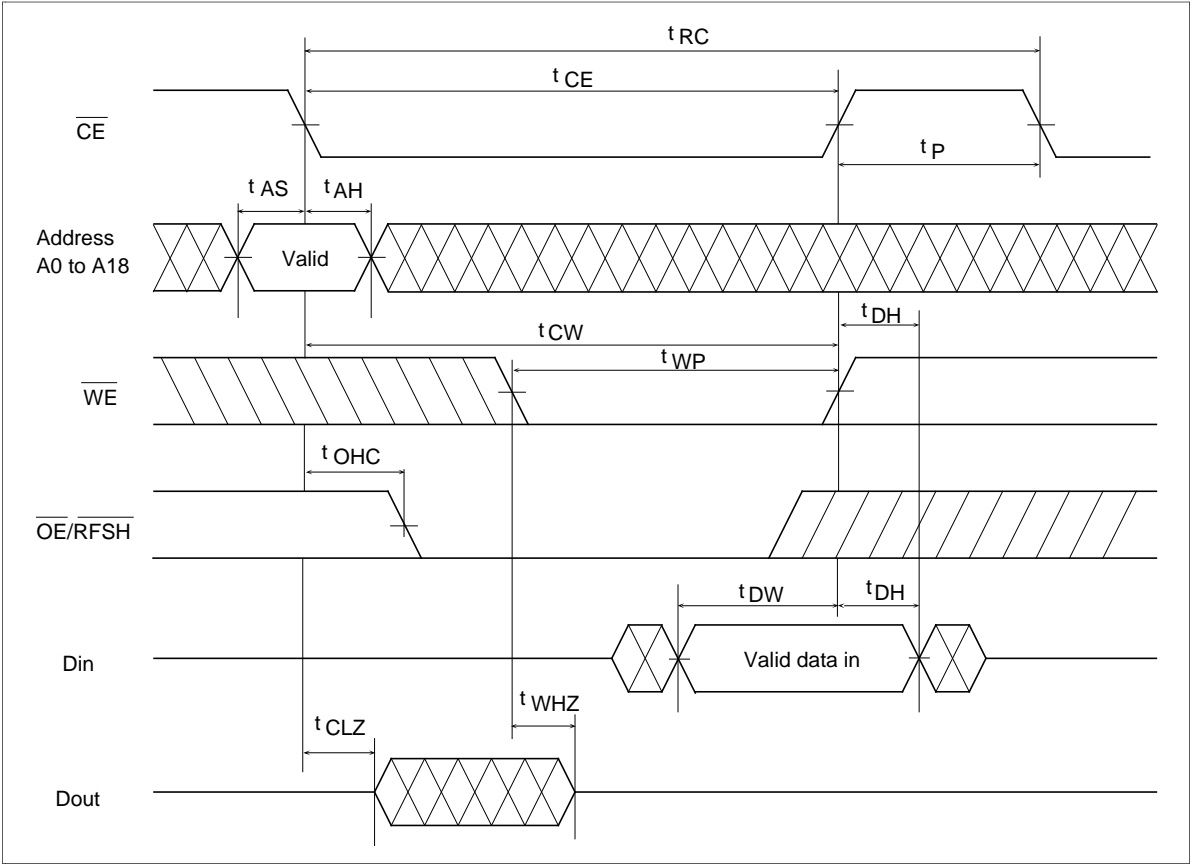 t RC
t CE
CE
t P
t AS
t AH
Address
A0 to A18
Valid
t DH
t CW
t WP
WE
t OHC
OE/RFSH
t DW
t DH
Din
Valid data in
t WHZ
t CLZ
Dout